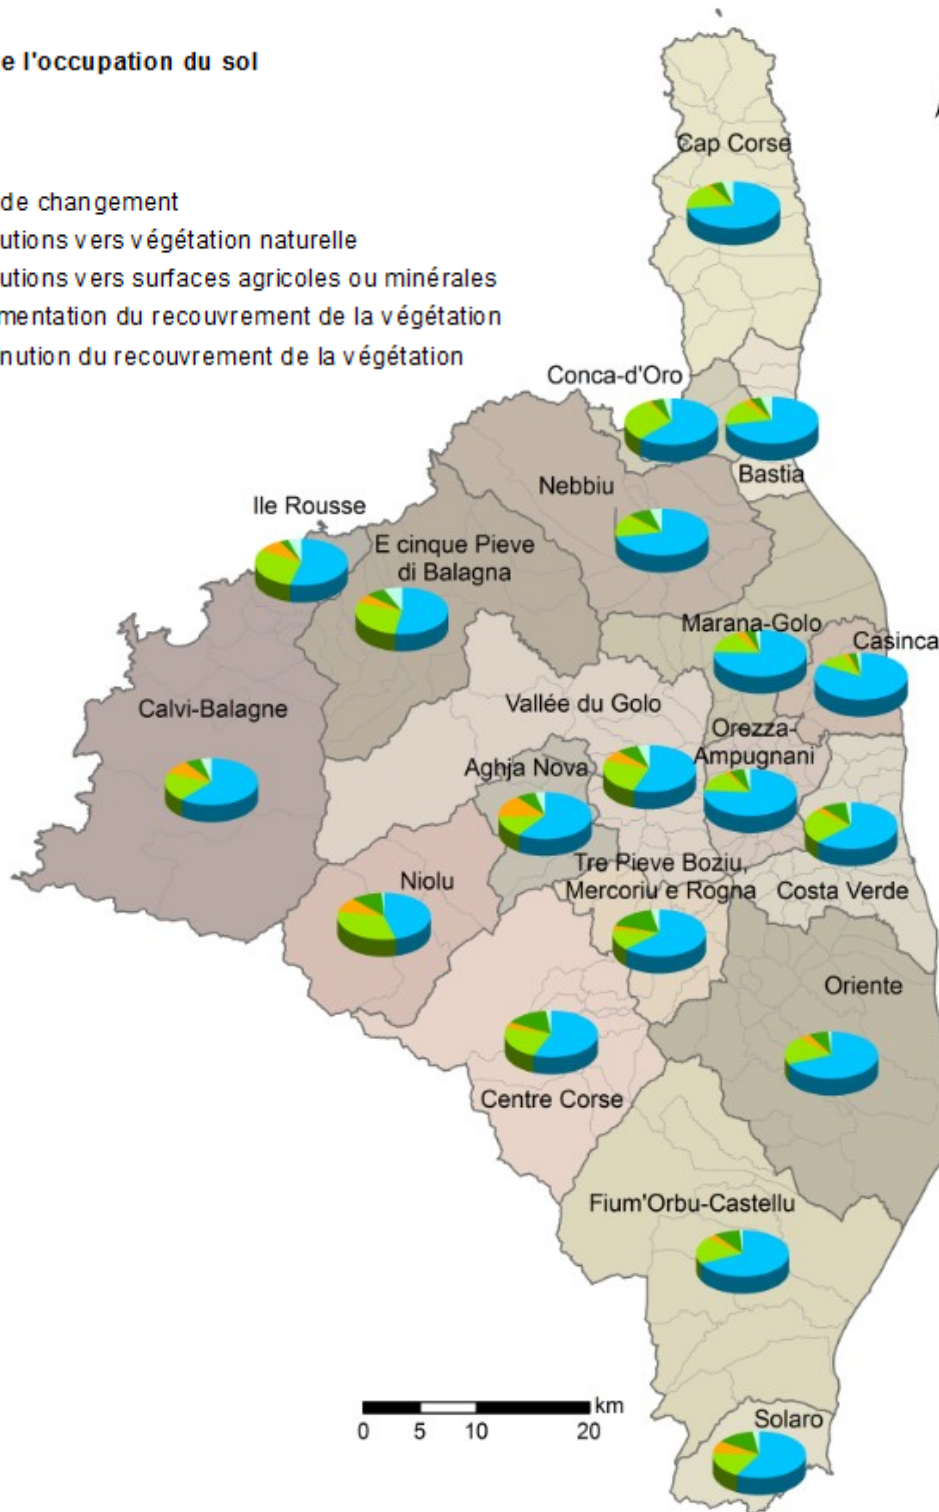 e l'occupation du sol
Cap Corse
de changement
utions vers végétation naturelle
utions vers surfaces agricoles ou minérales
mentation du recouvrement de la végétation
nution du recouvrement de la végétation
Conca-d'Oro
Bastia
Nebbiu
Ile Rousse
E cinque Pieve
di Balagna
Marana-Golo
Casinca
Calvi-Balagne
Vallée du Golo
Orezza-
Ampugnani
Aghja Nova
Tre Pieve Boziu,
Mercoriu e Rogna
Costa Verde
Niolu
Oriente
Centre Corse
Fium'Orbu-Castellu
km
0 5 10 20
Solaro